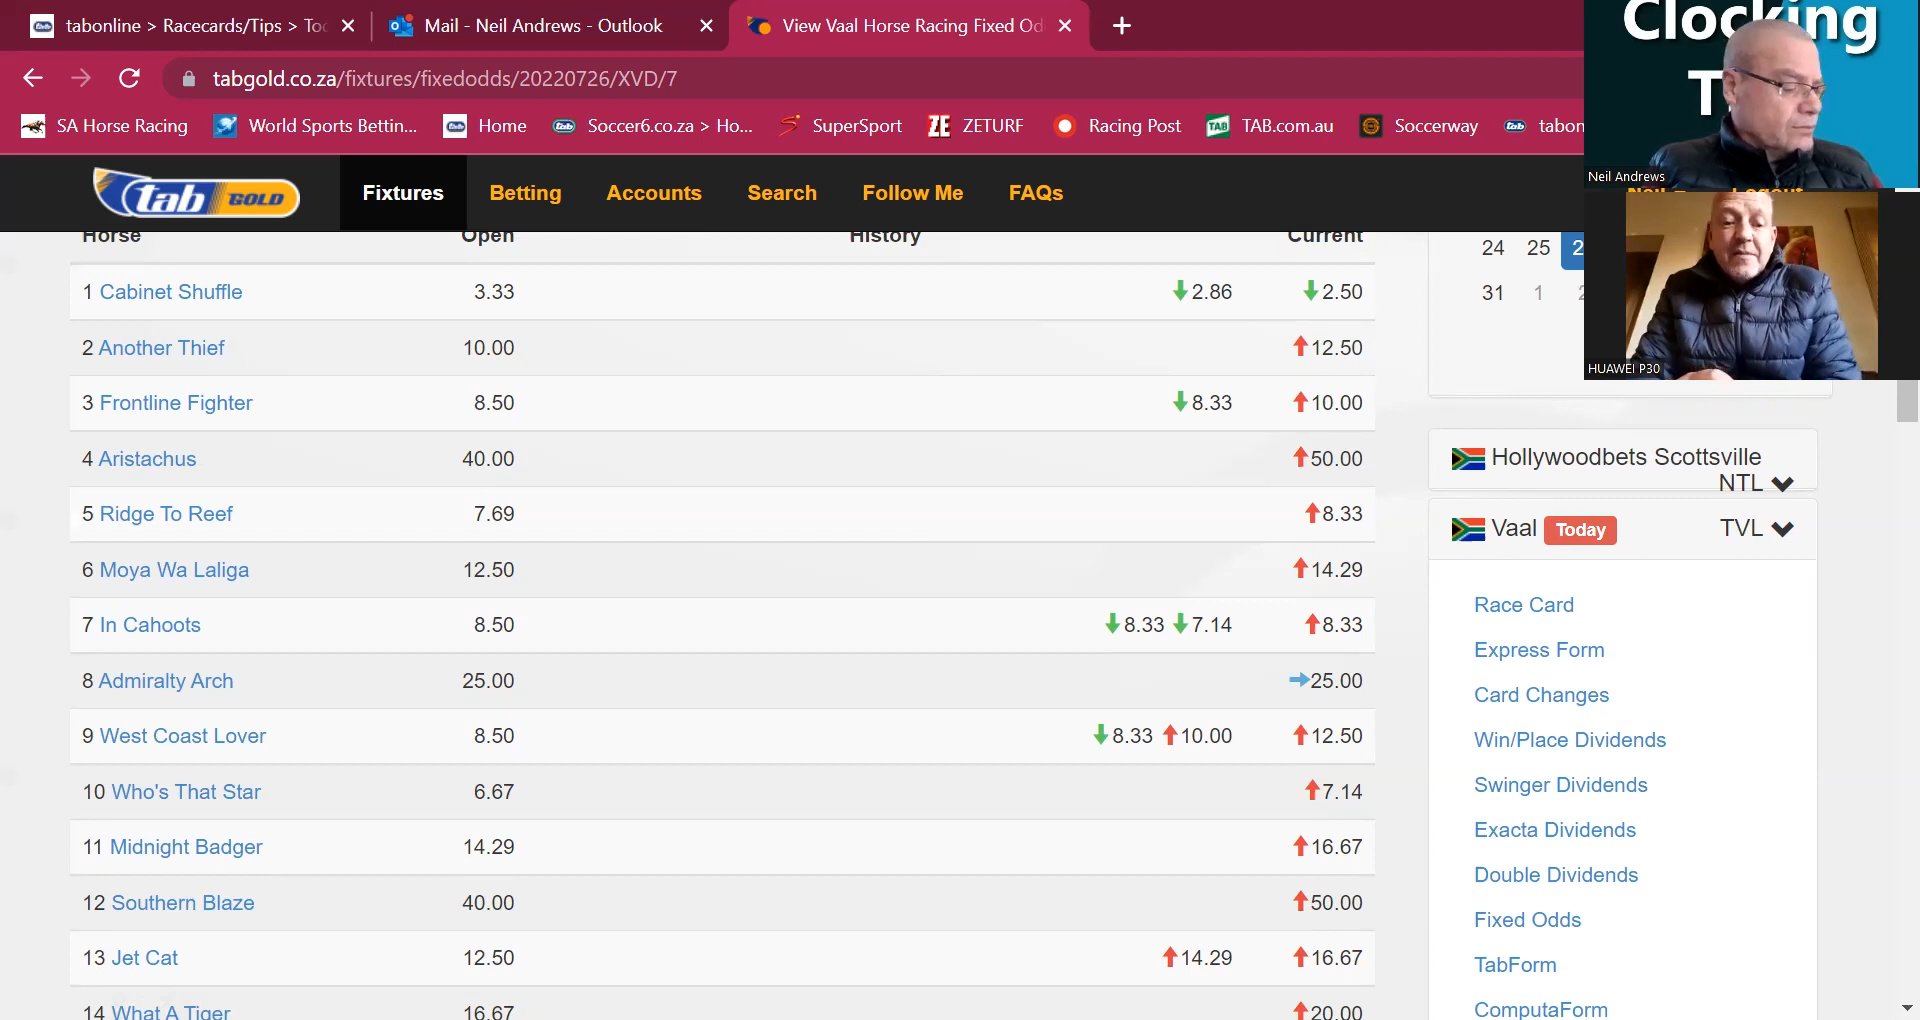 tabonline > Racecards/Tips > To
Mail - Neil Andrews - Outlook
View Vaal Horse Racing Fixed Od
tabgold.co.za/fixtures/fixedodds/20220726/XVD/7
SA Horse Racing
World Sports Bettin...
Home
Soccer6.co.za > Ho...
SuperSport
ZE ZETURF
Racing Post
TAB TAB.com.au
Soccerway
tab tabon
Clocking
T
Neil Andrews
HUAWEI P30
tab GOLD
Fixtures
Betting
Accounts
Search
Follow Me
FAQs
Neil
Logout
Horse Open History Current
1 Cabinet Shuffle 3.33 2.86 2.50
2 Another Thief 10.00 12.50
3 Frontline Fighter 8.50 8.33 10.00
4 Aristachus 40.00 50.00
5 Ridge To Reef 7.69 8.33
6 Moya Wa Laliga 12.50 14.29
7 In Cahoots 8.50 8.33 7.14 8.33
8 Admiralty Arch 25.00 25.00
9 West Coast Lover 8.50 8.33 10.00 12.50
10 Who's That Star 6.67 7.14
11 Midnight Badger 14.29 16.67
12 Southern Blaze 40.00 50.00
13 Jet Cat 12.50 14.29 16.67
14 What A Tiger 16.67 20.00
24 25 2
31 1 2
Hollywoodbets Scottsville
NTL
Vaal Today TVL
Race Card
Express Form
Card Changes
Win/Place Dividends
Swinger Dividends
Exacta Dividends
Double Dividends
Fixed Odds
TabForm
ComputaForm